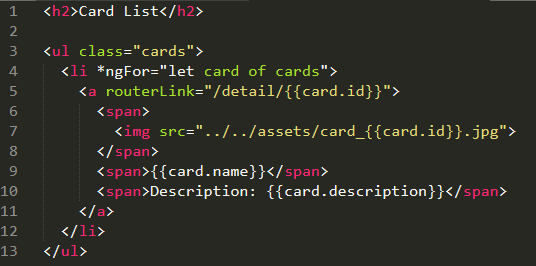 1 <h2>Card List</h2>
2
3 <ul class="cards">
4   <li *ngFor="let card of cards">
5     <a routerLink="/detail/{{card.id}}">
6       <span>
7         <img src="../../assets/card_{{card.id}}.jpg">
8       </span>
9       <span>{{card.name}}</span>
10       <span>Description: {{card.description}}</span>
11     </a>
12   </li>
13 </ul>